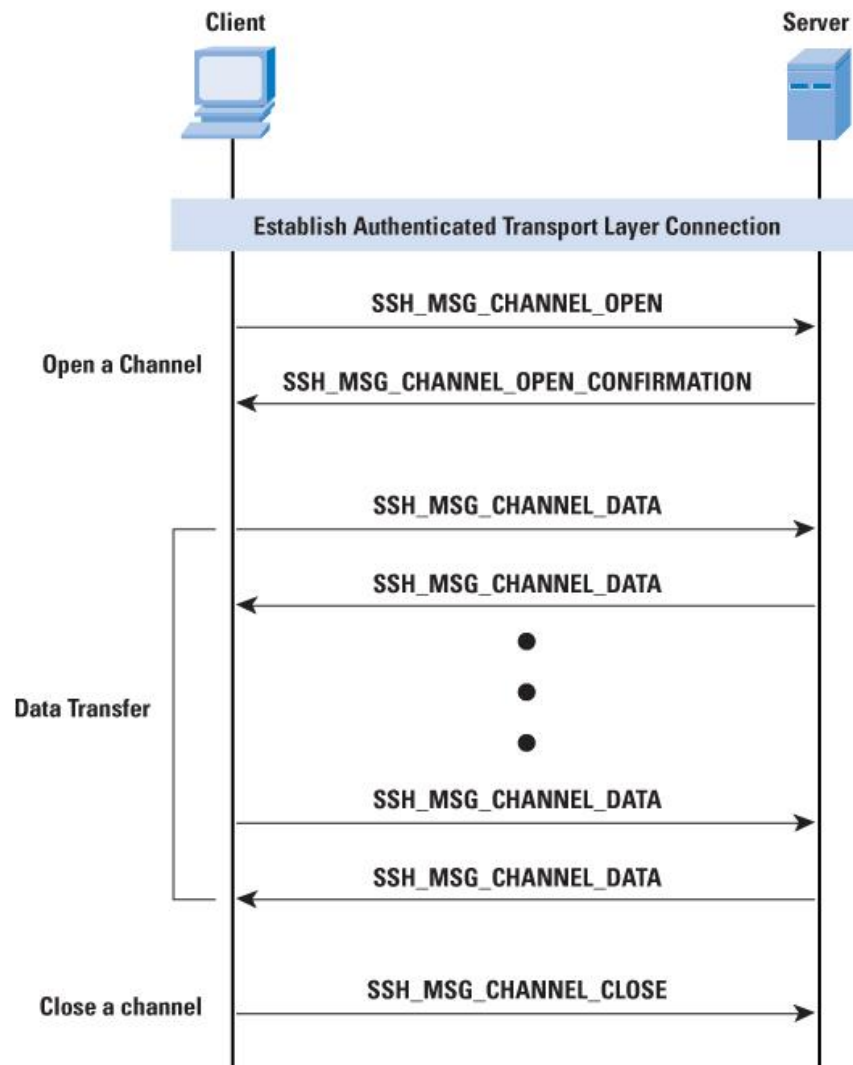 Client
Server
Establish Authenticated Transport Layer Connection
SSH_MSG_CHANNEL_OPEN
Open a Channel
SSH_MSG_CHANNEL_OPEN_CONFIRMATION
SSH_MSG_CHANNEL_DATA
SSH_MSG_CHANNEL_DATA
Data Transfer
SSH_MSG_CHANNEL_DATA
SSH_MSG_CHANNEL_DATA
SSH_MSG_CHANNEL_CLOSE
Close a channel